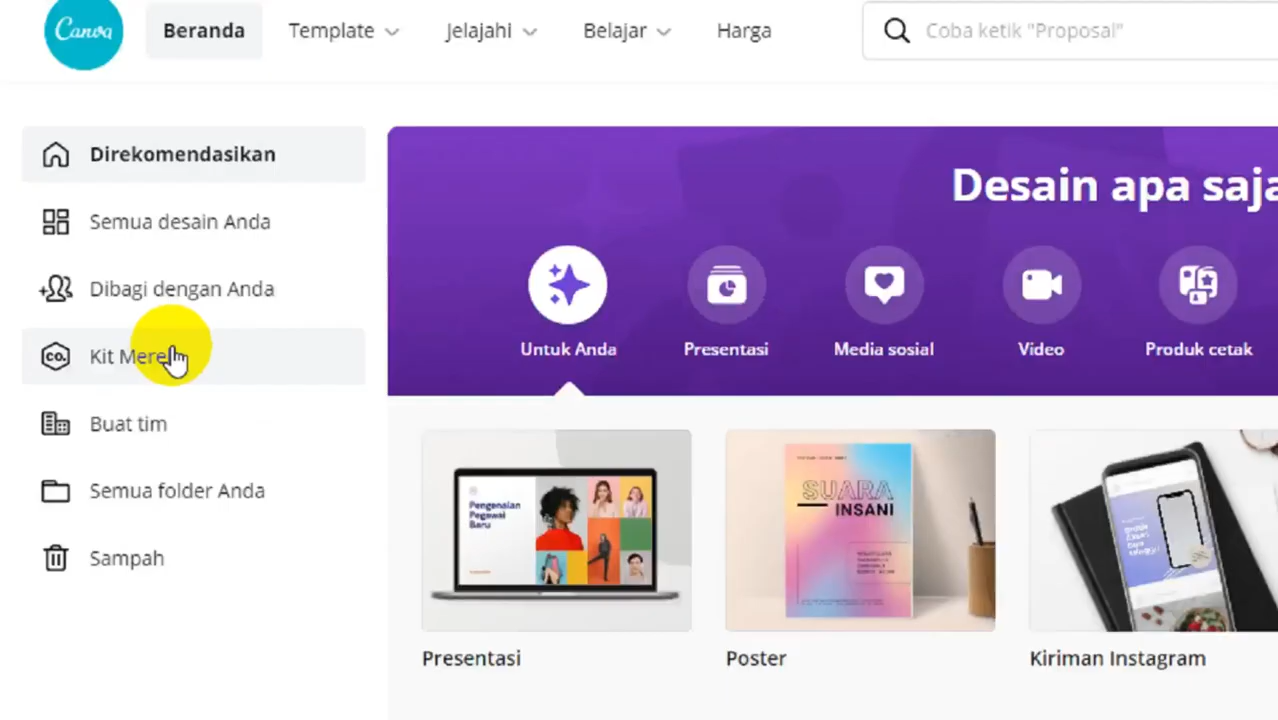 Canva
Beranda
Template
Jelajahi
Belajar
Harga
Coba ketik "Proposal"
Direkomendasikan
Semua desain Anda
Dibagi dengan Anda
Kit Mere
Buat tim
Semua folder Anda
Sampah
Desain apa saja
CO.
Untuk Anda
Presentasi
Media sosial
Video
Produk cetak
Pengenalan
Pegawai
Baru
SUARA
INSANI
Presentasi
Poster
Kiriman Instagram